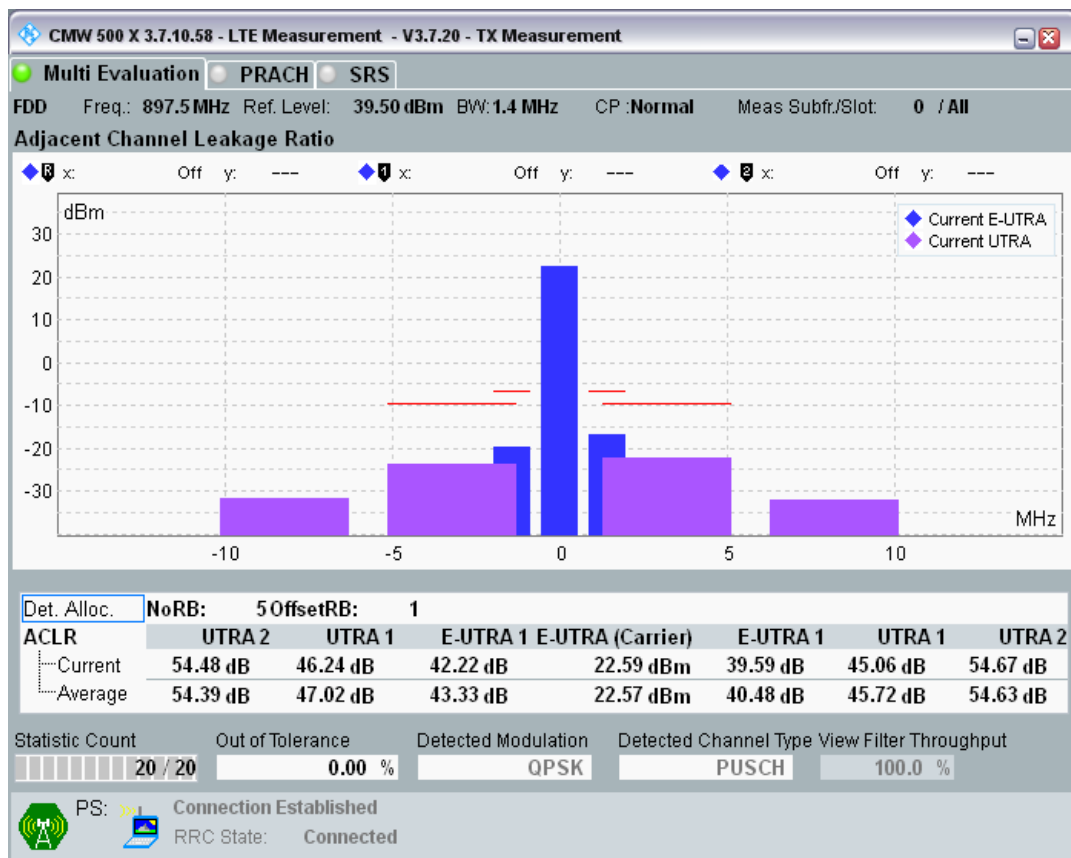 CMW 500 X 3.7.10.58 - LTE Measurement - V3.7.20 - TX Measurement
Multi Evaluation PRACH SRS
FDD Freq.: 897.5 MHz Ref. Level: 39.50 dBm BW: 1.4 MHz CP :Normal Meas Subfr./Slot: 0 / All
Adjacent Channel Leakage Ratio
R x: Off y: --- 1 x: Off y: --- 2 x: Off y: ---
dBm
Current E-UTRA
Current UTRA
30
20
10
0
-10
-20
-30
MHz
-10 -5 0 5 10
Det. Alloc. NoRB: 5 OffsetRB: 1
ACLR UTRA 2 UTRA 1 E-UTRA 1 E-UTRA (Carrier) E-UTRA 1 UTRA 1 UTRA 2
Current 54.48 dB 46.24 dB 42.22 dB 22.59 dBm 39.59 dB 45.06 dB 54.67 dB
Average 54.39 dB 47.02 dB 43.33 dB 22.57 dBm 40.48 dB 45.72 dB 54.63 dB
Statistic Count Out of Tolerance Detected Modulation Detected Channel Type View Filter Throughput
20 / 20 0.00 % QPSK PUSCH 100.0 %
PS: Connection Established
RRC State: Connected